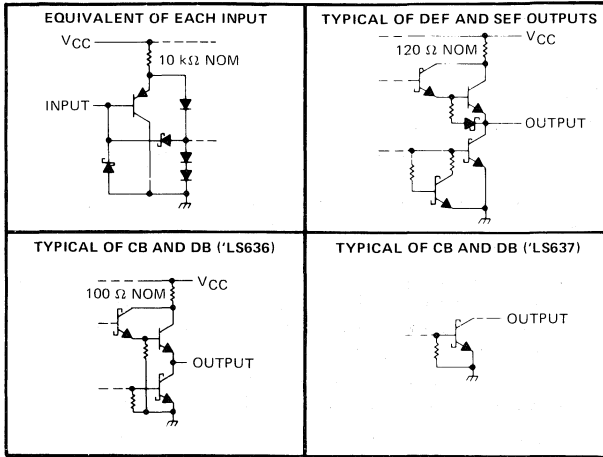 EQUIVALENT OF EACH INPUT
VCC
10 kΩ NOM
INPUT
TYPICAL OF DEF AND SEF OUTPUTS
VCC
120 Ω NOM
OUTPUT
TYPICAL OF CB AND DB ('LS636)
VCC
100 Ω NOM
OUTPUT
TYPICAL OF CB AND DB ('LS637)
OUTPUT